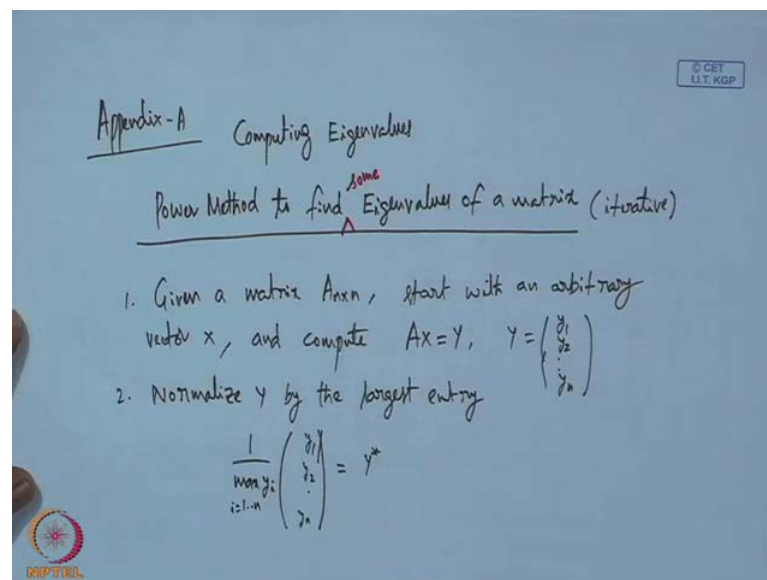 © CET
I.I.T. KGP
Appendix-A Computing Eigenvalues
Power Method to find some Eigenvalues of a matrix (iterative)
1. Given a matrix Anxn, start with an arbitrary
vector x, and compute Ax=Y, Y = (y1 y2 : : yn)
2. Normalize Y by the largest entry
1/max yi i=1..n (y1 y2 . yn) = Y*
NPTEL